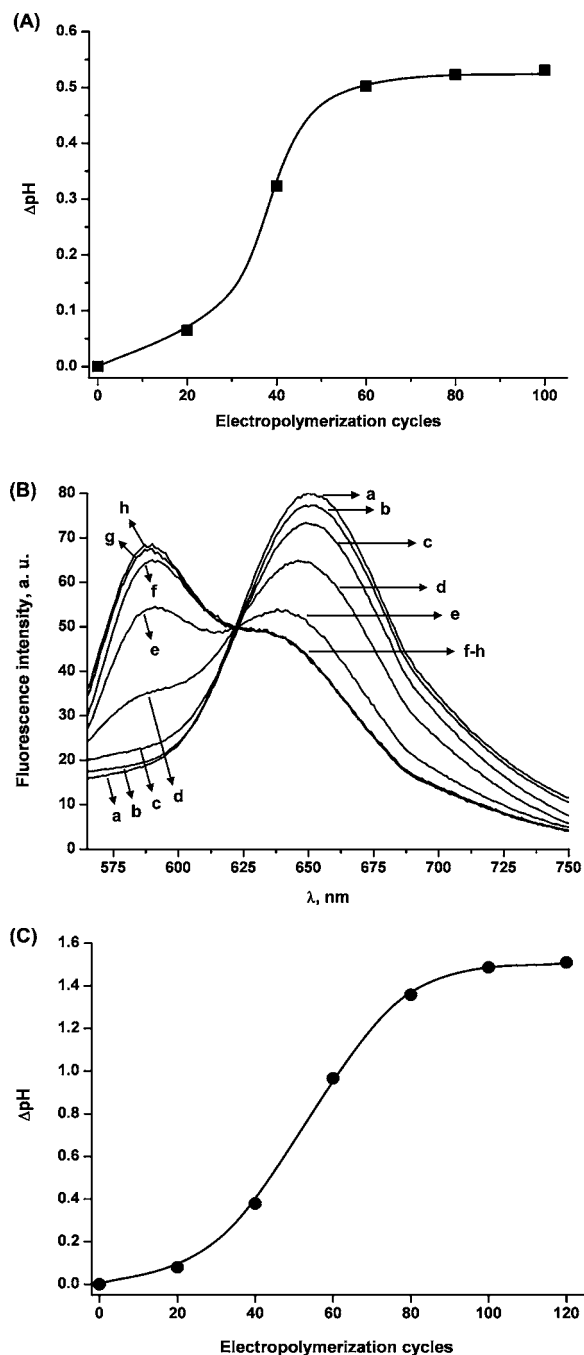 (A)
0.6
0.5
0.4
0.3
0.2
0.1
0.0
ΔpH
0 20 40 60 80 100
Electropolymerization cycles
(B)
80
70
60
50
40
30
20
10
0
Fluorescence intensity, a. u.
h
g
f
e
a
b
c
d
e
f-h
a b c d
575 600 625 650 675 700 725 750
λ, nm
(C)
1.6
1.4
1.2
1.0
0.8
0.6
0.4
0.2
0.0
ΔpH
0 20 40 60 80 100 120
Electropolymerization cycles